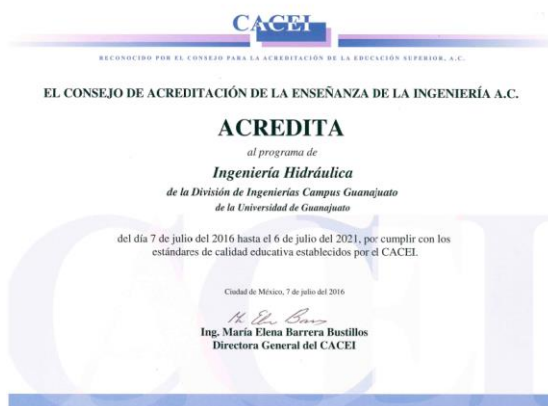 CACEI
RECONOCIDO POR EL CONSEJO PARA LA ACREDITACIÓN DE LA EDUCACIÓN SUPERIOR, A.C.
EL CONSEJO DE ACREDITACIÓN DE LA ENSEÑANZA DE LA INGENIERÍA A.C.
ACREDITA
al programa de
Ingeniería Hidráulica
de la División de Ingenierías Campus Guanajuato
de la Universidad de Guanajuato
del día 7 de julio del 2016 hasta el 6 de julio del 2021, por cumplir con los
estándares de calidad educativa establecidos por el CACEI.
Ciudad de México, 7 de julio del 2016
Ing. María Elena Barrera Bustillos
Directora General del CACEI